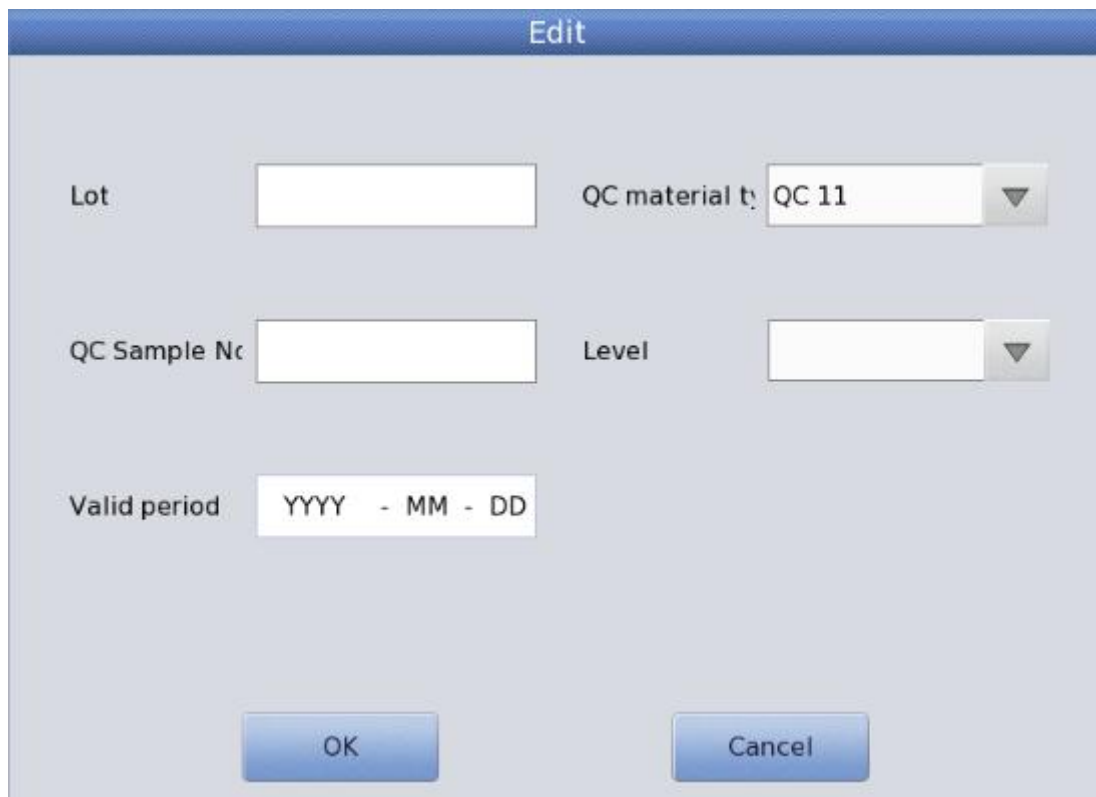 Edit
Lot
QC material ty QC 11
QC Sample No
Level
Valid period YYYY - MM - DD
OK Cancel